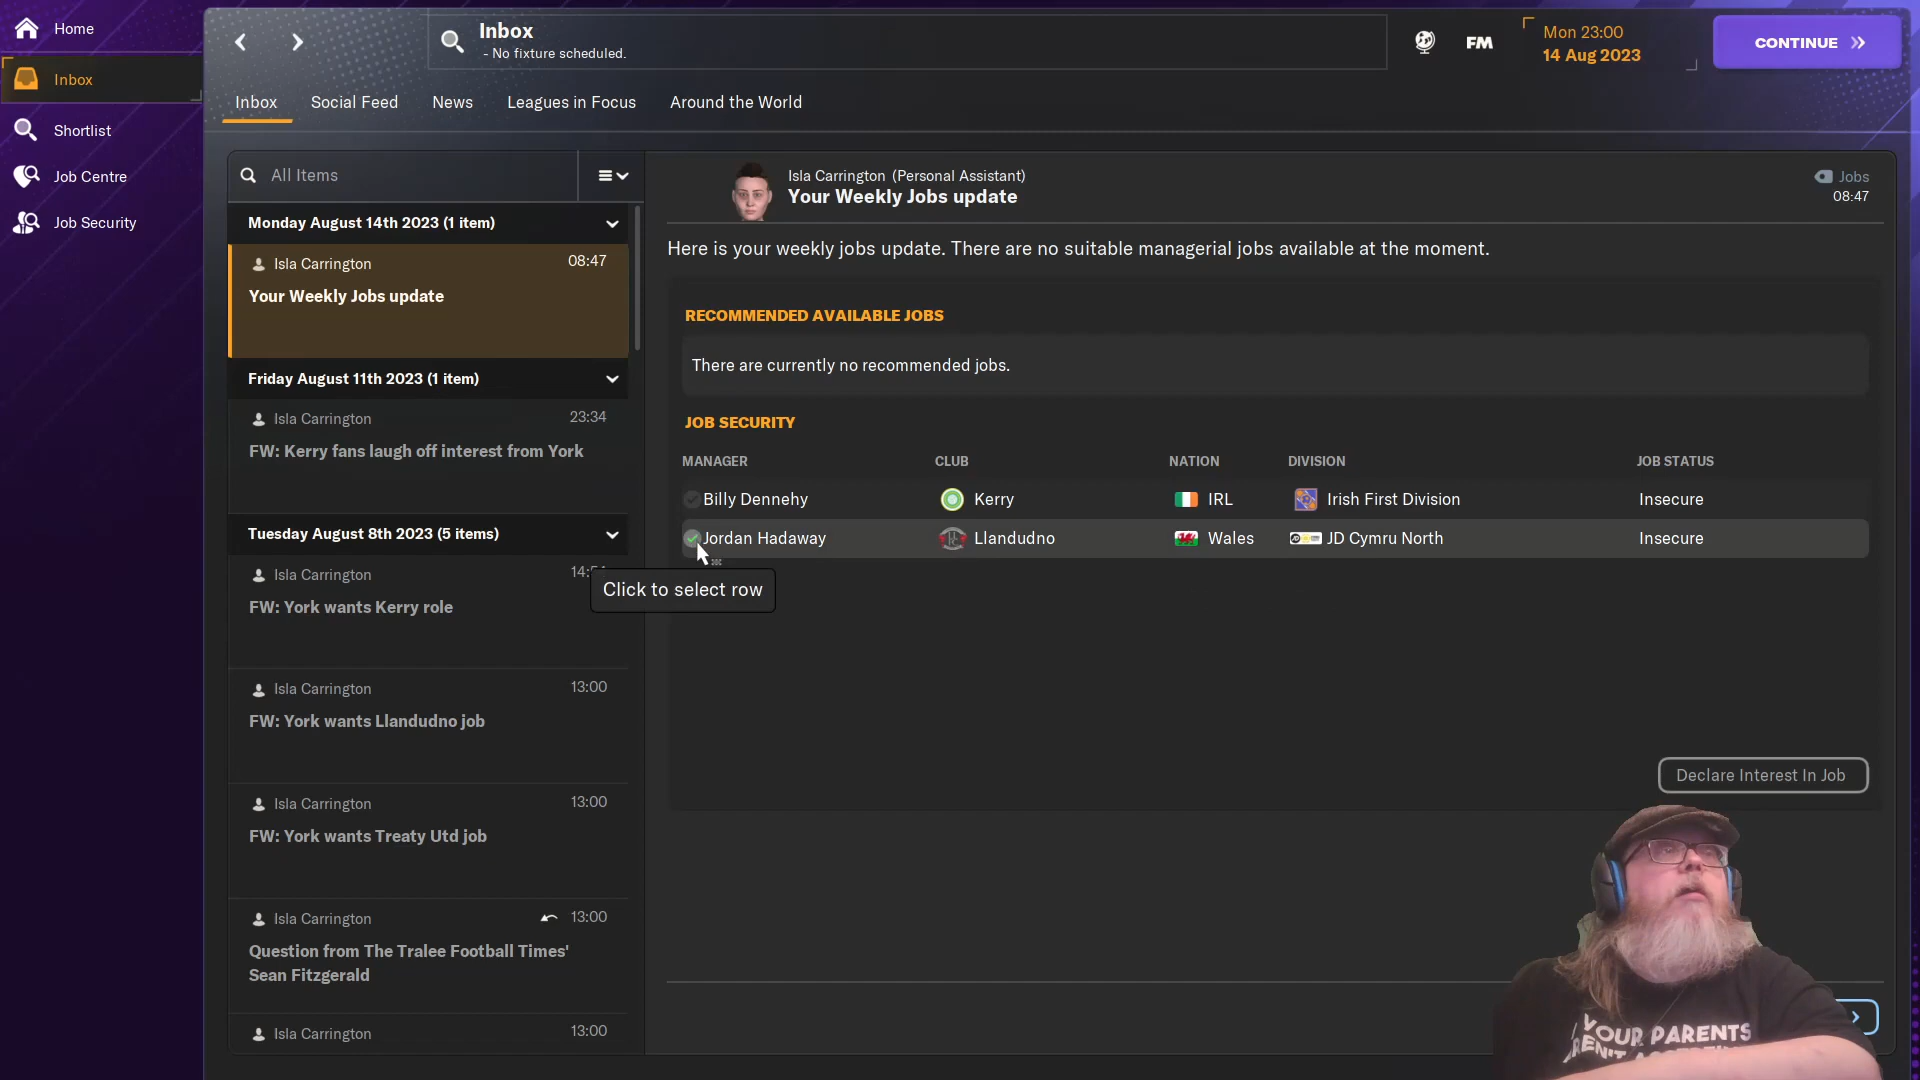 Home
Inbox
Shortlist
Job Centre
Job Security
Inbox
- No fixture scheduled.
FM
Mon 23:00
14 Aug 2023
CONTINUE
Inbox
Social Feed
News
Leagues in Focus
Around the World
All Items
Monday August 14th 2023 (1 item)
Isla Carrington
08:47
Your Weekly Jobs update
Friday August 11th 2023 (1 item)
Isla Carrington
23:34
FW: Kerry fans laugh off interest from York
Tuesday August 8th 2023 (5 items)
Isla Carrington
FW: York wants Kerry role
Isla Carrington
13:00
FW: York wants Llandudno job
Isla Carrington
13:00
FW: York wants Treaty Utd job
Isla Carrington
13:00
Question from The Tralee Football Times'
Sean Fitzgerald
Isla Carrington
13:00
Isla Carrington (Personal Assistant)
Your Weekly Jobs update
Jobs
08:47
Here is your weekly jobs update. There are no suitable managerial jobs available at the moment.
RECOMMENDED AVAILABLE JOBS
There are currently no recommended jobs.
JOB SECURITY
MANAGER CLUB NATION DIVISION JOB STATUS
Billy Dennehy Kerry IRL Irish First Division Insecure
Jordan Hadaway Llandudno Wales JD Cymru North Insecure
Click to select row
Declare Interest In Job
YOUR PARENTS